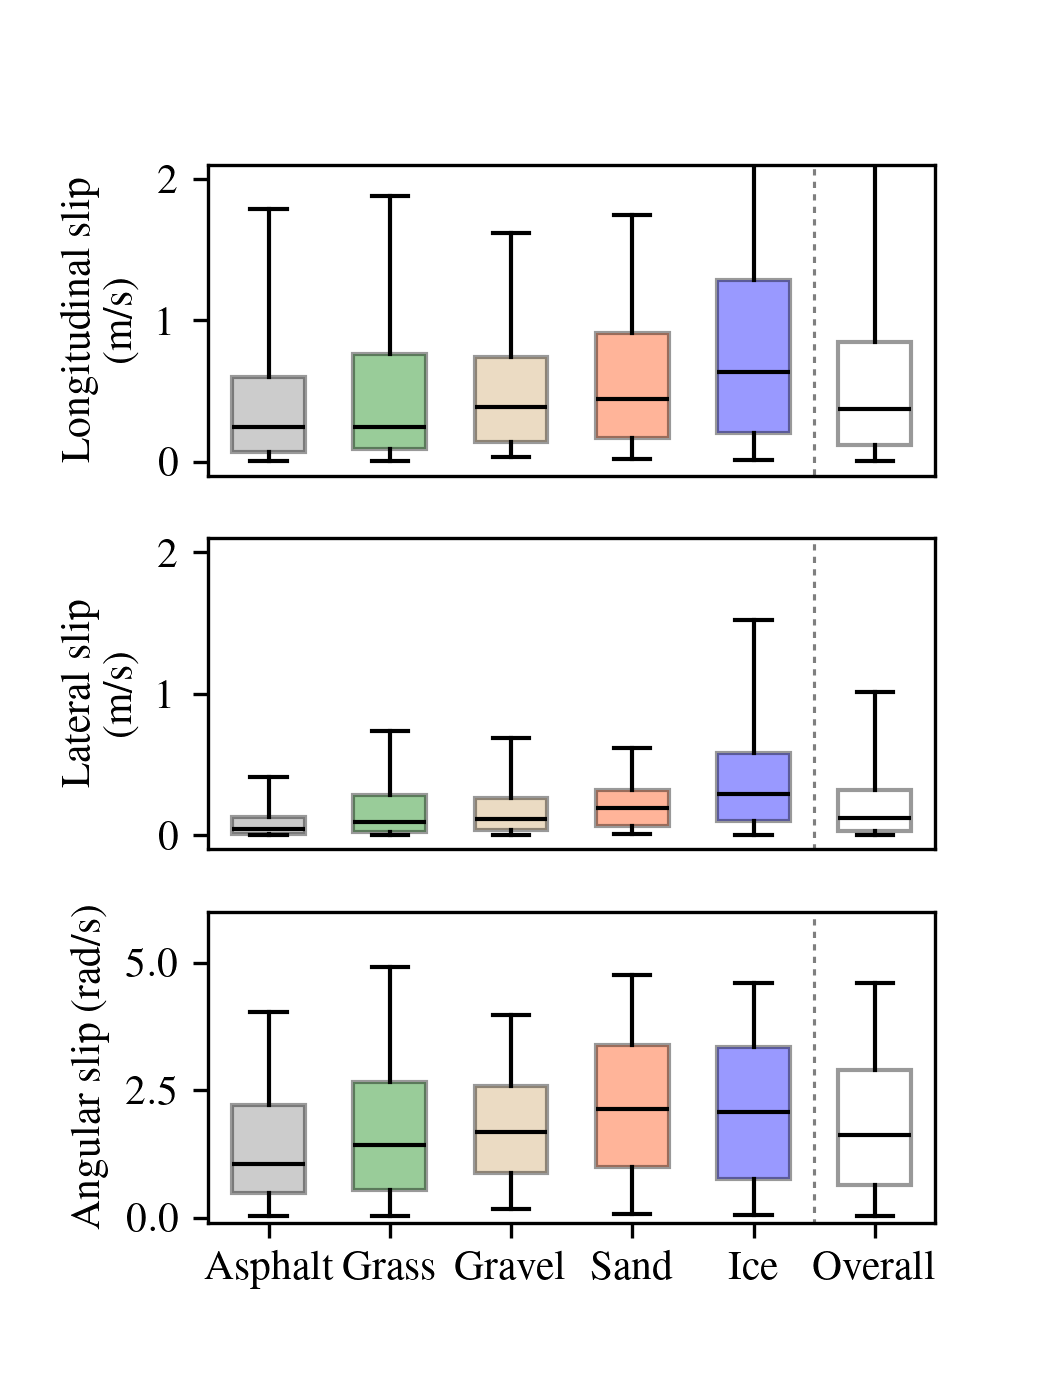 Longitudinal slip
(m/s)
2
1
0
Lateral slip
(m/s)
2
1
0
Angular slip (rad/s)
5.0
2.5
0.0
Asphalt Grass Gravel Sand Ice Overall